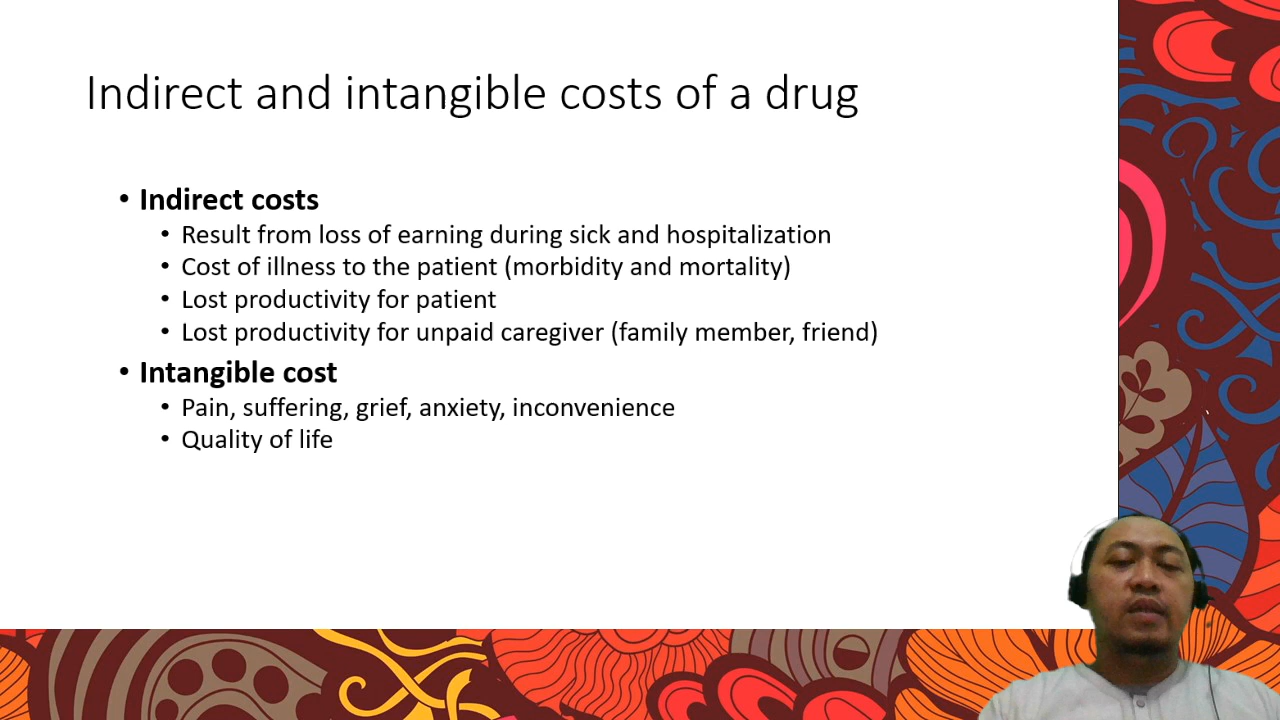 Indirect and intangible costs of a drug
• Indirect costs
• Result from loss of earning during sick and hospitalization
• Cost of illness to the patient (morbidity and mortality)
• Lost productivity for patient
• Lost productivity for unpaid caregiver (family member, friend)
• Intangible cost
• Pain, suffering, grief, anxiety, inconvenience
• Quality of life